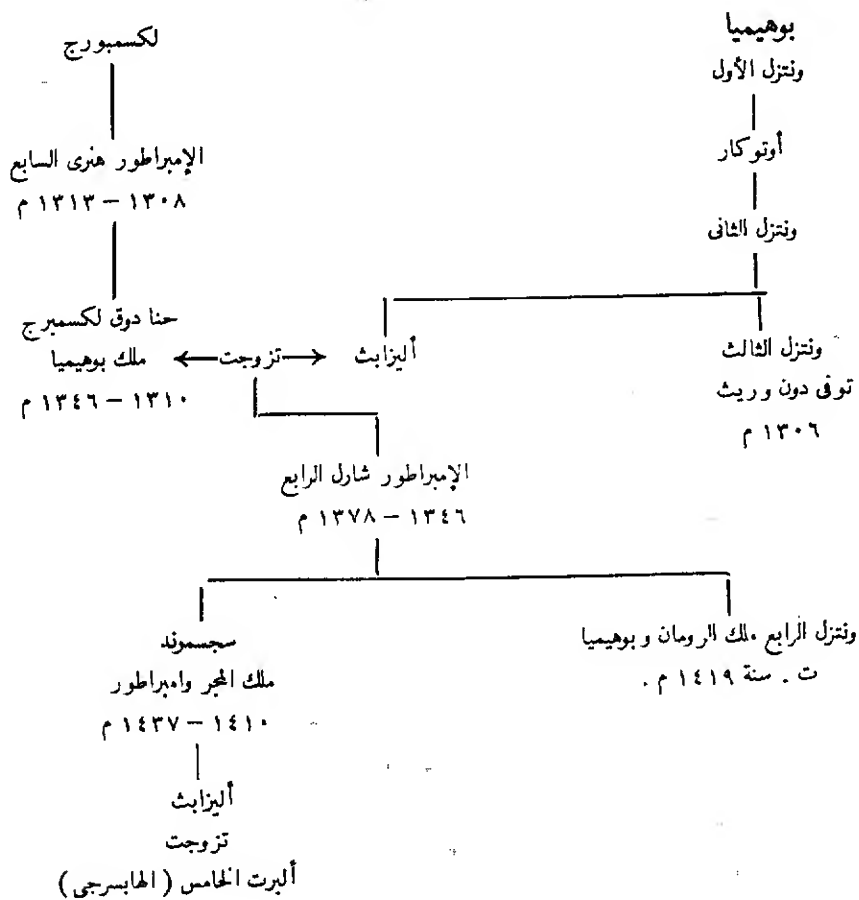 بوهيميا
ونتزل الأول
أوتوكار
ونتزل الثانى
ونتزل الثالث
توفى دون وريث
١٣٠٦ م
أليزابث
تزوجت
لكسمبورج
الإمبراطور هنرى السابع
١٣٠٨ – ١٣١٣ م
حنا دوق لكسمبرج
ملك بوهيميا
١٣١٠ – ١٣٤٦ م
الإمبراطور شارل الرابع
١٣٤٦ – ١٣٧٨ م
ونتزل الرابع ملك الرومان وبوهيميا
ت . سنة ١٤١٩ م .
سجسموند
ملك المجر وامبراطور
١٤١٠ – ١٤٣٧ م
أليزابث
تزوجت
ألبرت الخامس ( الهابسرجى )